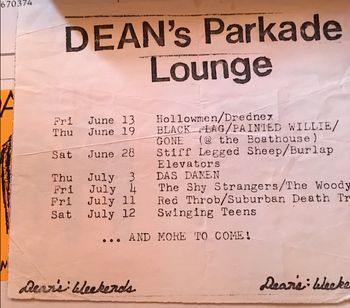 670374
DEAN's Parkade
Lounge
Fri June 13 Hollowmen/Drednex
Thu June 19 BLACK FLAG/PAINTED WILLIE/
GONE (@ the Boathouse)
Sat June 28 Stiff Legged Sheep/Burlap
Elevators
Thu July 3 DAS DAMEN
Fri July 4 The Shy Strangers/The Woody
Fri July 11 Red Throb/Suburban Death Tr
Sat July 12 Swinging Teens
... AND MORE TO COME!
Dean's Weekends Dean's Weeke